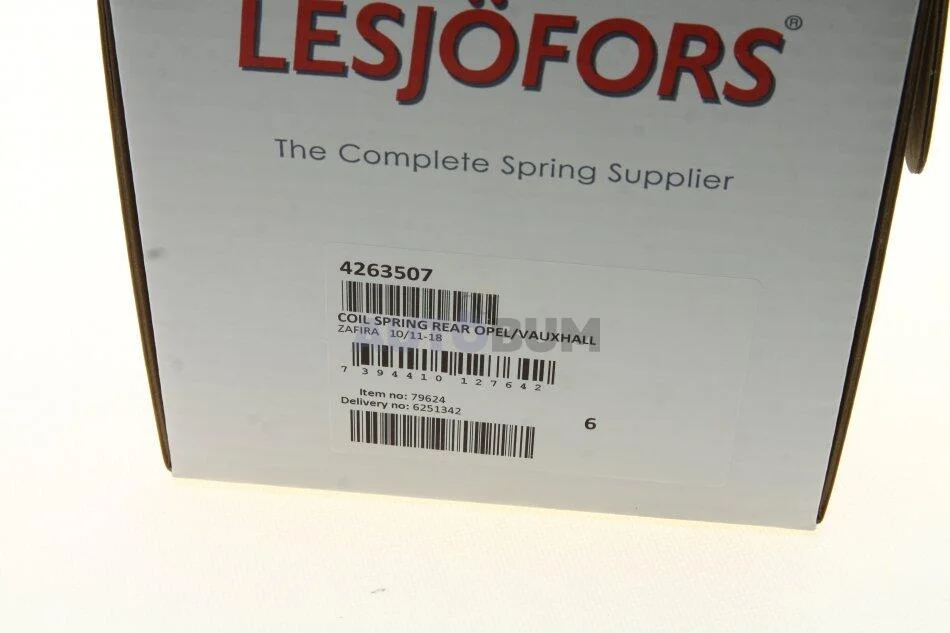 LESJÖFORS®
The Complete Spring Supplier
4263507
COIL SPRING REAR OPEL/VAUXHALL
ZAFIRA 10/11-18
AUTOBUM
7 394410 127642
Item no: 79624
Delivery no: 6251342
6